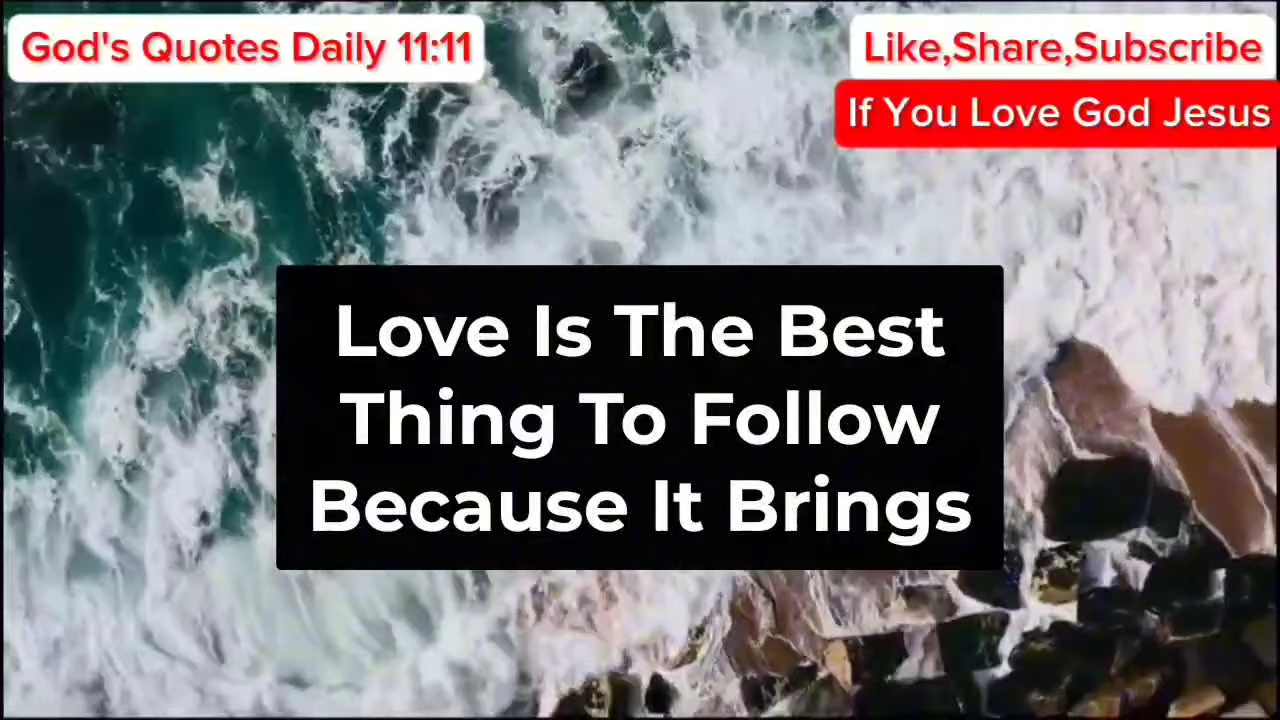 God's Quotes Daily 11:11
Like,Share,Subscribe
If You Love God Jesus
Love Is The Best
Thing To Follow
Because It Brings